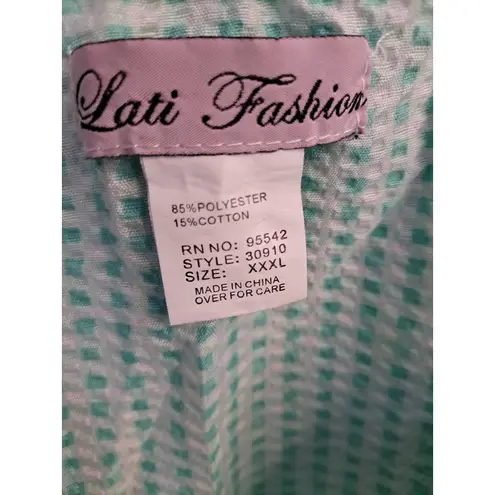 Lati Fashion
85%POLYESTER
15%COTTON
RN NO: 95542
STYLE: 30910
SIZE: XXXL
MADE IN CHINA
OVER FOR CARE